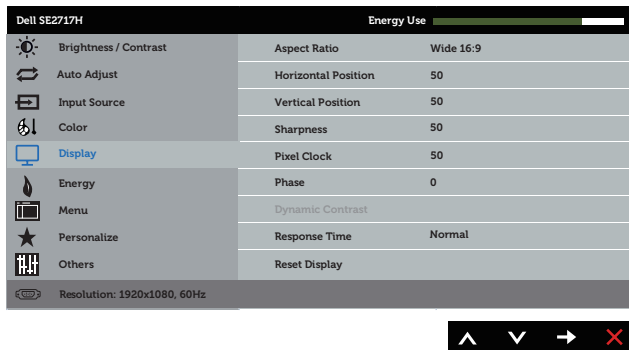 Dell SE2717H Energy Use
Brightness / Contrast Aspect Ratio Wide 16:9
Auto Adjust Horizontal Position 50
Input Source Vertical Position 50
Color Sharpness 50
Display Pixel Clock 50
Energy Phase 0
Menu Dynamic Contrast
Personalize Response Time Normal
Others Reset Display
Resolution: 1920x1080, 60Hz